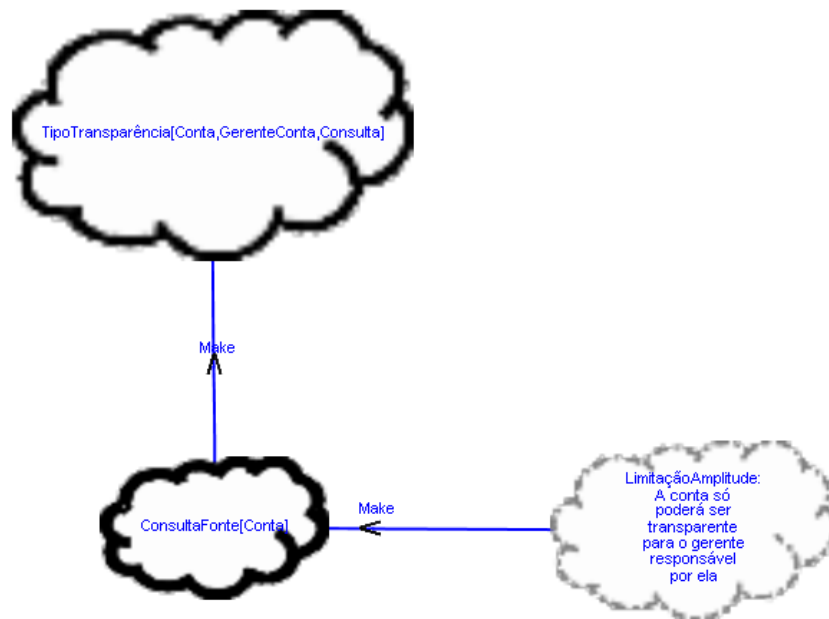 TipoTransparência[Conta,GerenteConta,Consulta]
Make
ConsultaFonte[Conta]
Make
LimitaçãoAmplitude:
A conta só
poderá ser
transparente
para o gerente
responsável
por ela